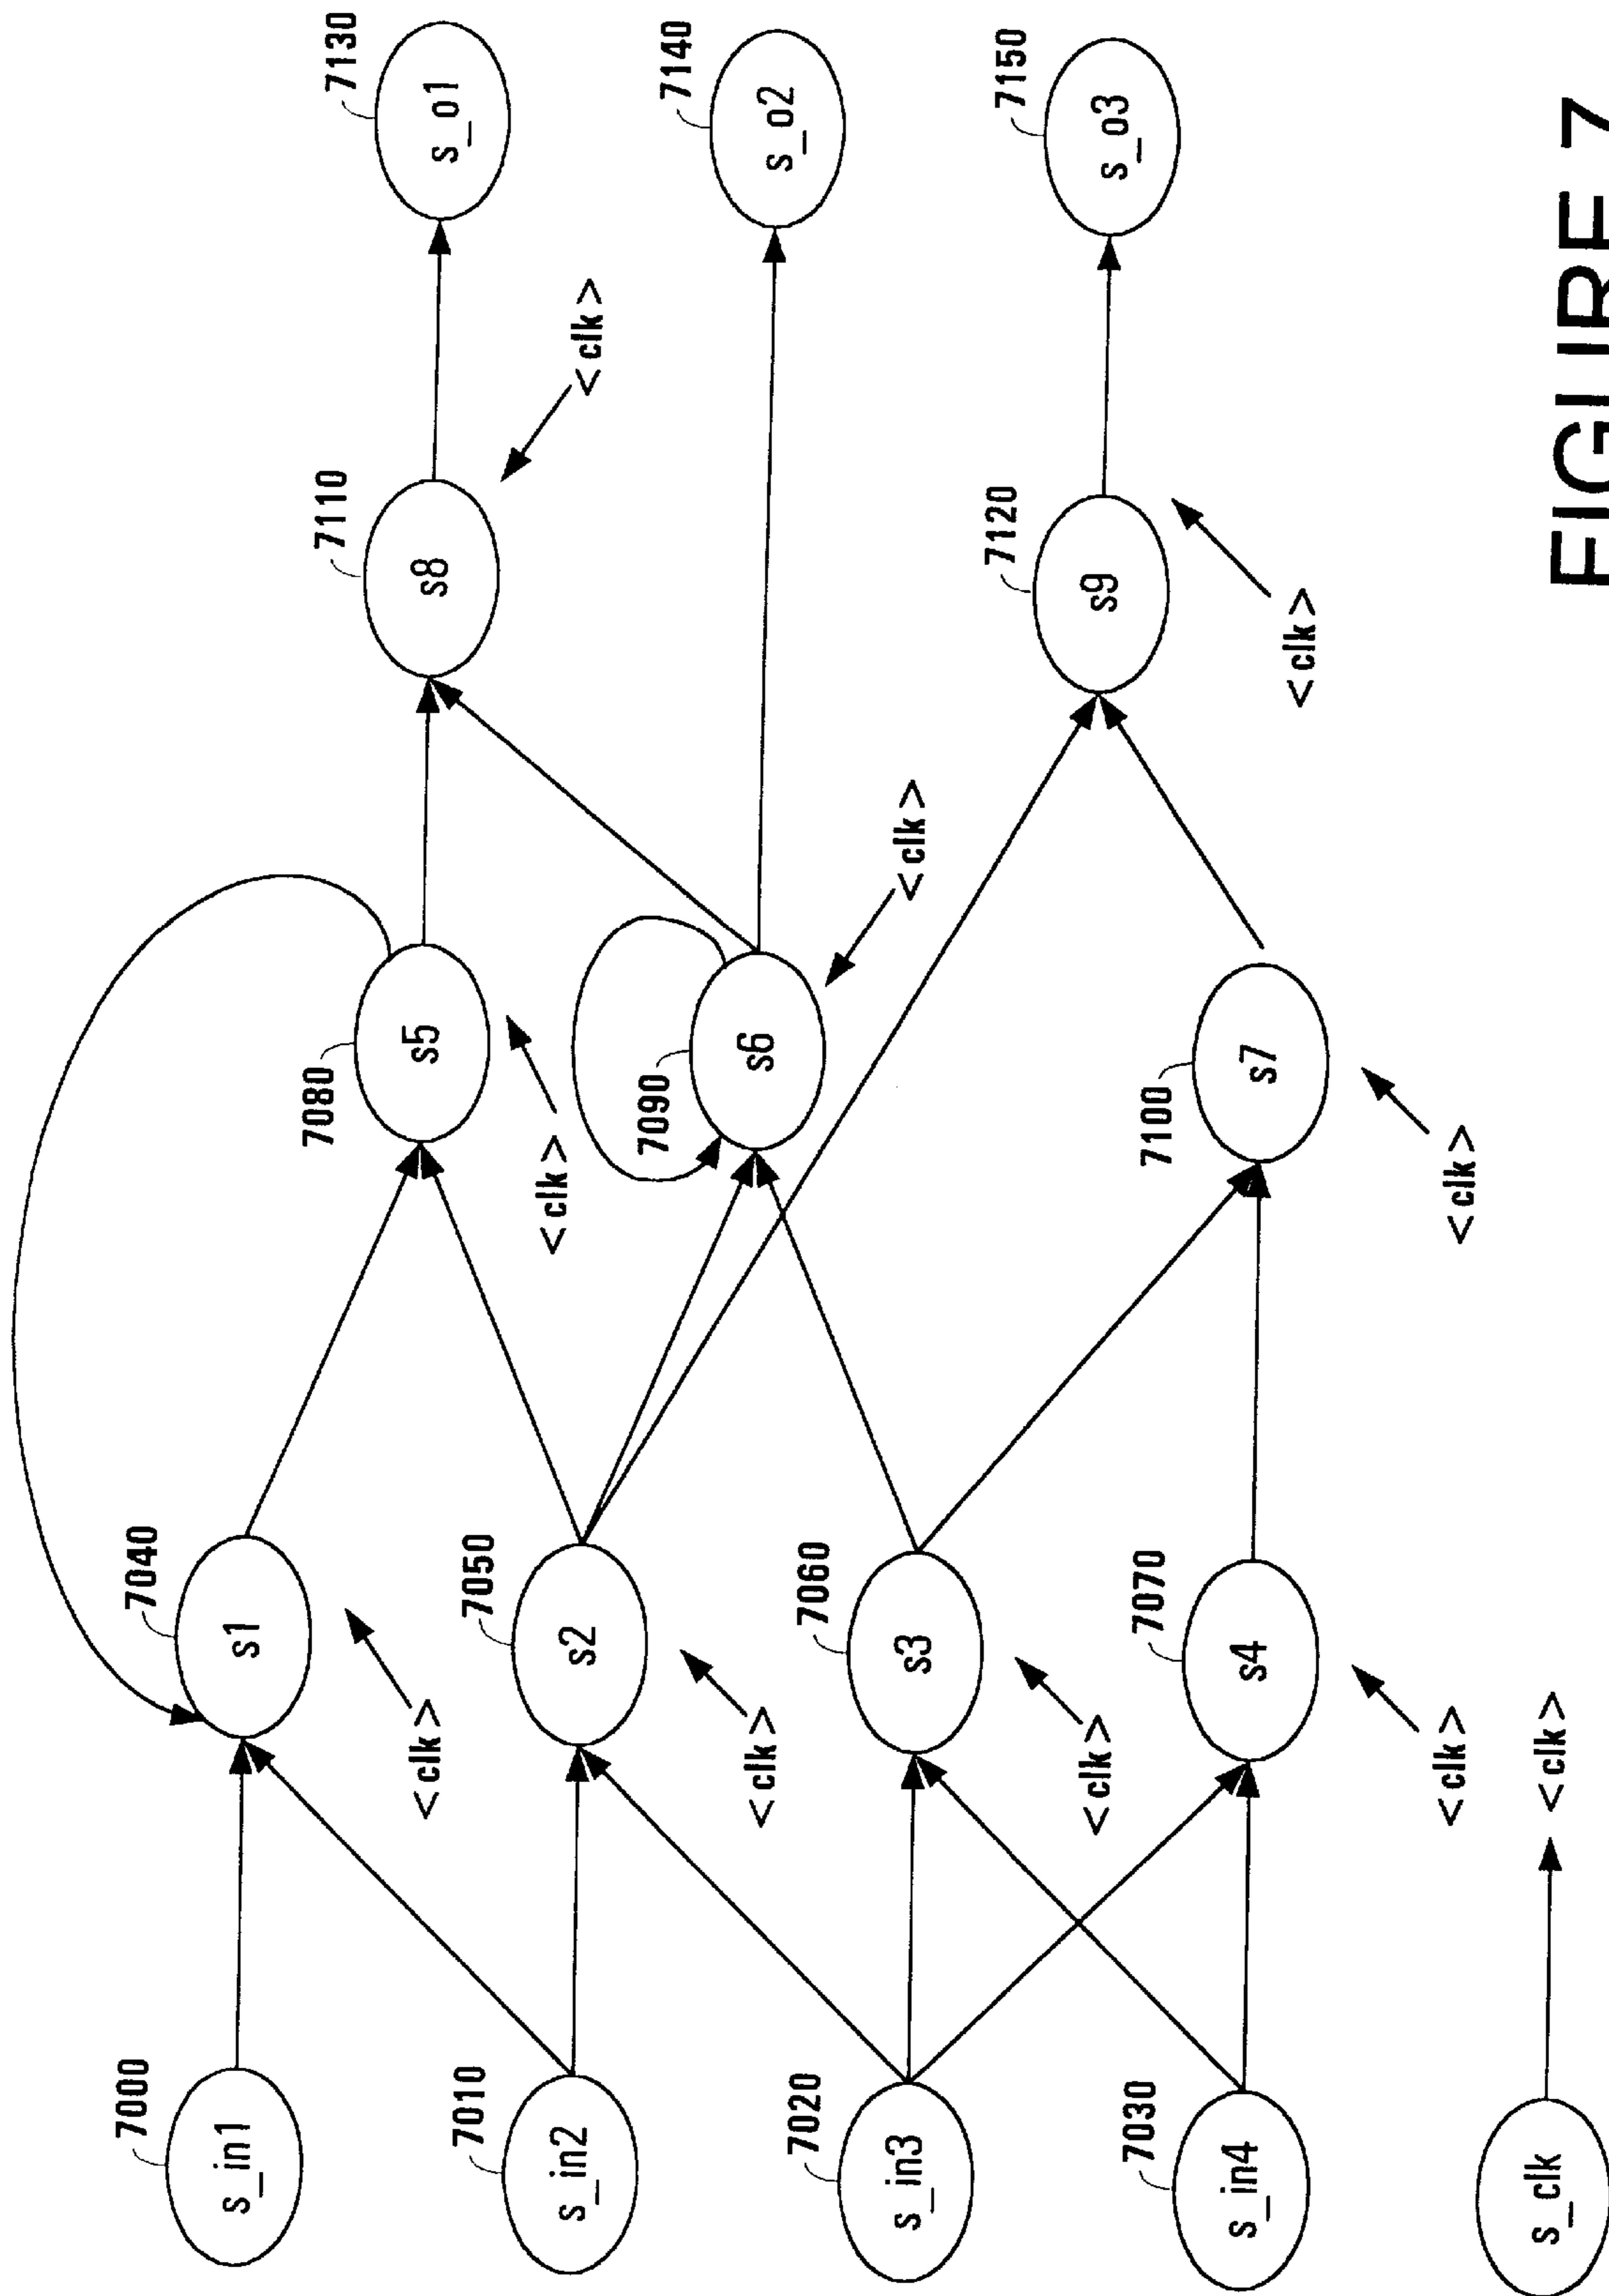 7000
s_in1
7010
s_in2
7020
s_in3
7030
s_in4
s_clk
<clk>
7040
s1
<clk>
7050
s2
<clk>
7060
s3
<clk>
7070
s4
<clk>
7080
s5
<clk>
7090
s6
<clk>
7100
s7
<clk>
7110
s8
<clk>
7120
s9
<clk>
7130
s_o1
7140
s_o2
7150
s_o3
FIGURE 7